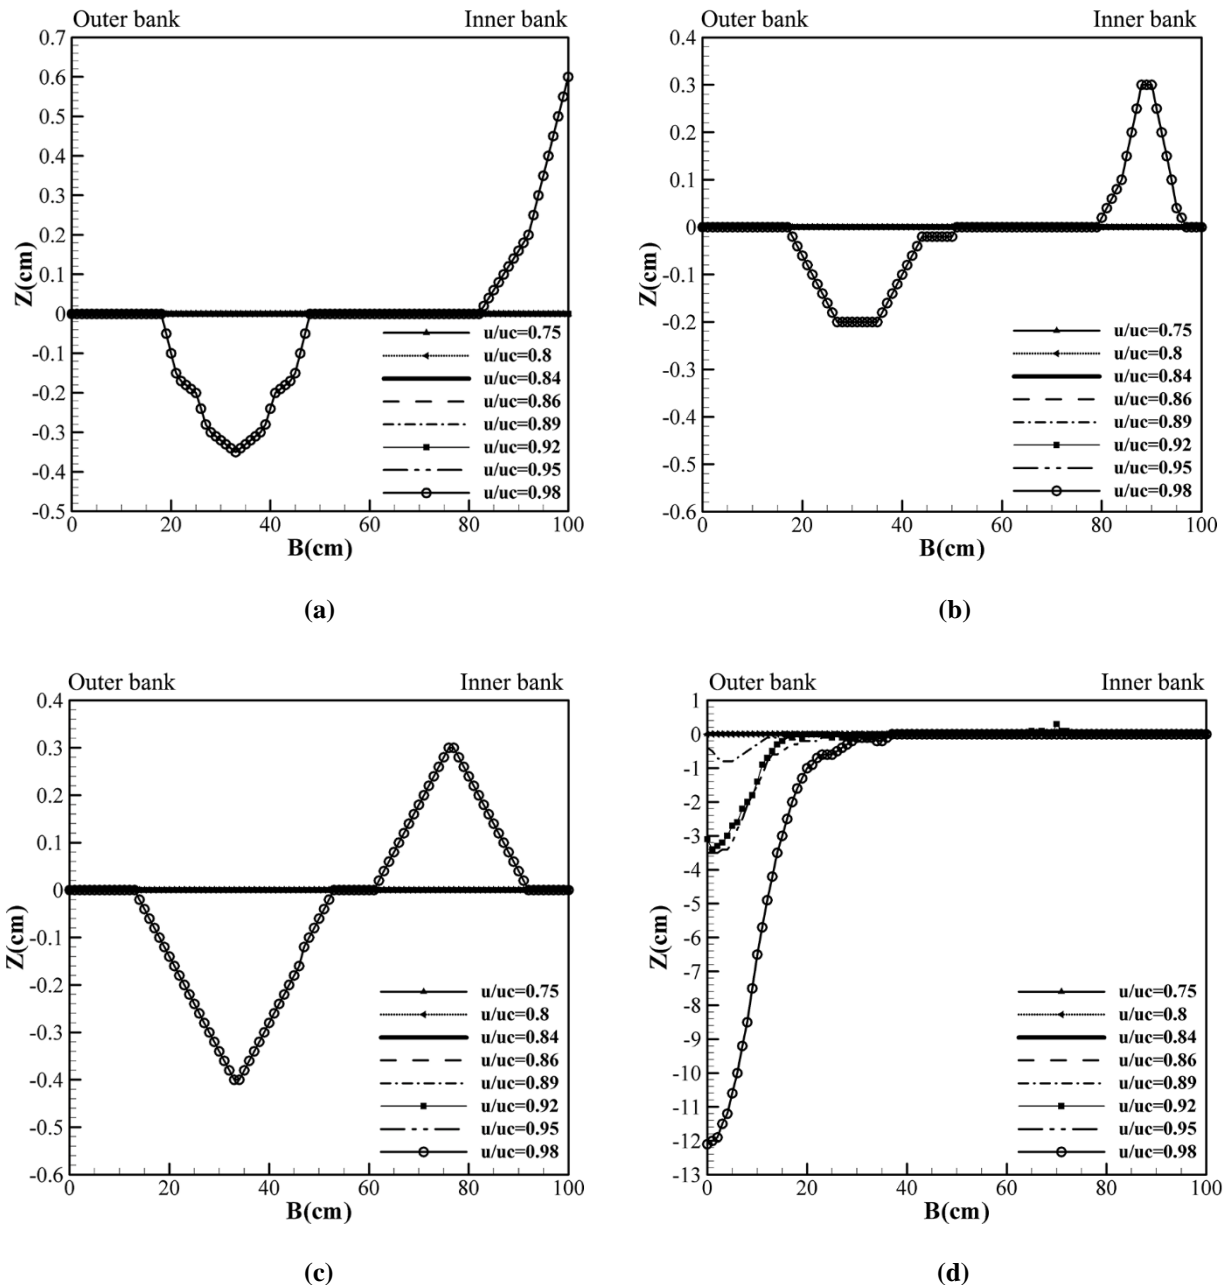 Outer bank Inner bank
0.7
0.6
0.5
0.4
0.3
0.2
0.1
0
-0.1
-0.2
-0.3
-0.4
-0.5
Z(cm)
u/uc=0.75
u/uc=0.8
u/uc=0.84
u/uc=0.86
u/uc=0.89
u/uc=0.92
u/uc=0.95
u/uc=0.98
0 20 40 60 80 100
B(cm)
(a)
Outer bank Inner bank
0.4
0.3
0.2
0.1
0
-0.1
-0.2
-0.3
-0.4
-0.5
-0.6
Z(cm)
u/uc=0.75
u/uc=0.8
u/uc=0.84
u/uc=0.86
u/uc=0.89
u/uc=0.92
u/uc=0.95
u/uc=0.98
0 20 40 60 80 100
B(cm)
(b)
Outer bank Inner bank
0.4
0.3
0.2
0.1
0
-0.1
-0.2
-0.3
-0.4
-0.5
-0.6
Z(cm)
u/uc=0.75
u/uc=0.8
u/uc=0.84
u/uc=0.86
u/uc=0.89
u/uc=0.92
u/uc=0.95
u/uc=0.98
0 20 40 60 80 100
B(cm)
(c)
Outer bank Inner bank
1
0
-1
-2
-3
-4
-5
-6
-7
-8
-9
-10
-11
-12
-13
Z(cm)
u/uc=0.75
u/uc=0.8
u/uc=0.84
u/uc=0.86
u/uc=0.89
u/uc=0.92
u/uc=0.95
u/uc=0.98
0 20 40 60 80 100
B(cm)
(d)